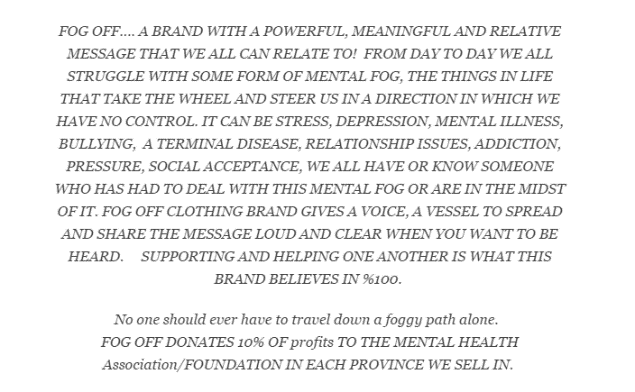 FOG OFF.... A BRAND WITH A POWERFUL, MEANINGFUL AND RELATIVE
MESSAGE THAT WE ALL CAN RELATE TO!  FROM DAY TO DAY WE ALL
STRUGGLE WITH SOME FORM OF MENTAL FOG, THE THINGS IN LIFE
THAT TAKE THE WHEEL AND STEER US IN A DIRECTION IN WHICH WE
HAVE NO CONTROL. IT CAN BE STRESS, DEPRESSION, MENTAL ILLNESS,
BULLYING,  A TERMINAL DISEASE, RELATIONSHIP ISSUES, ADDICTION,
PRESSURE, SOCIAL ACCEPTANCE, WE ALL HAVE OR KNOW SOMEONE
WHO HAS HAD TO DEAL WITH THIS MENTAL FOG OR ARE IN THE MIDST
OF IT. FOG OFF CLOTHING BRAND GIVES A VOICE, A VESSEL TO SPREAD
AND SHARE THE MESSAGE LOUD AND CLEAR WHEN YOU WANT TO BE
HEARD.    SUPPORTING AND HELPING ONE ANOTHER IS WHAT THIS
BRAND BELIEVES IN %100.
No one should ever have to travel down a foggy path alone.
FOG OFF DONATES 10% OF profits TO THE MENTAL HEALTH
Association/FOUNDATION IN EACH PROVINCE WE SELL IN.